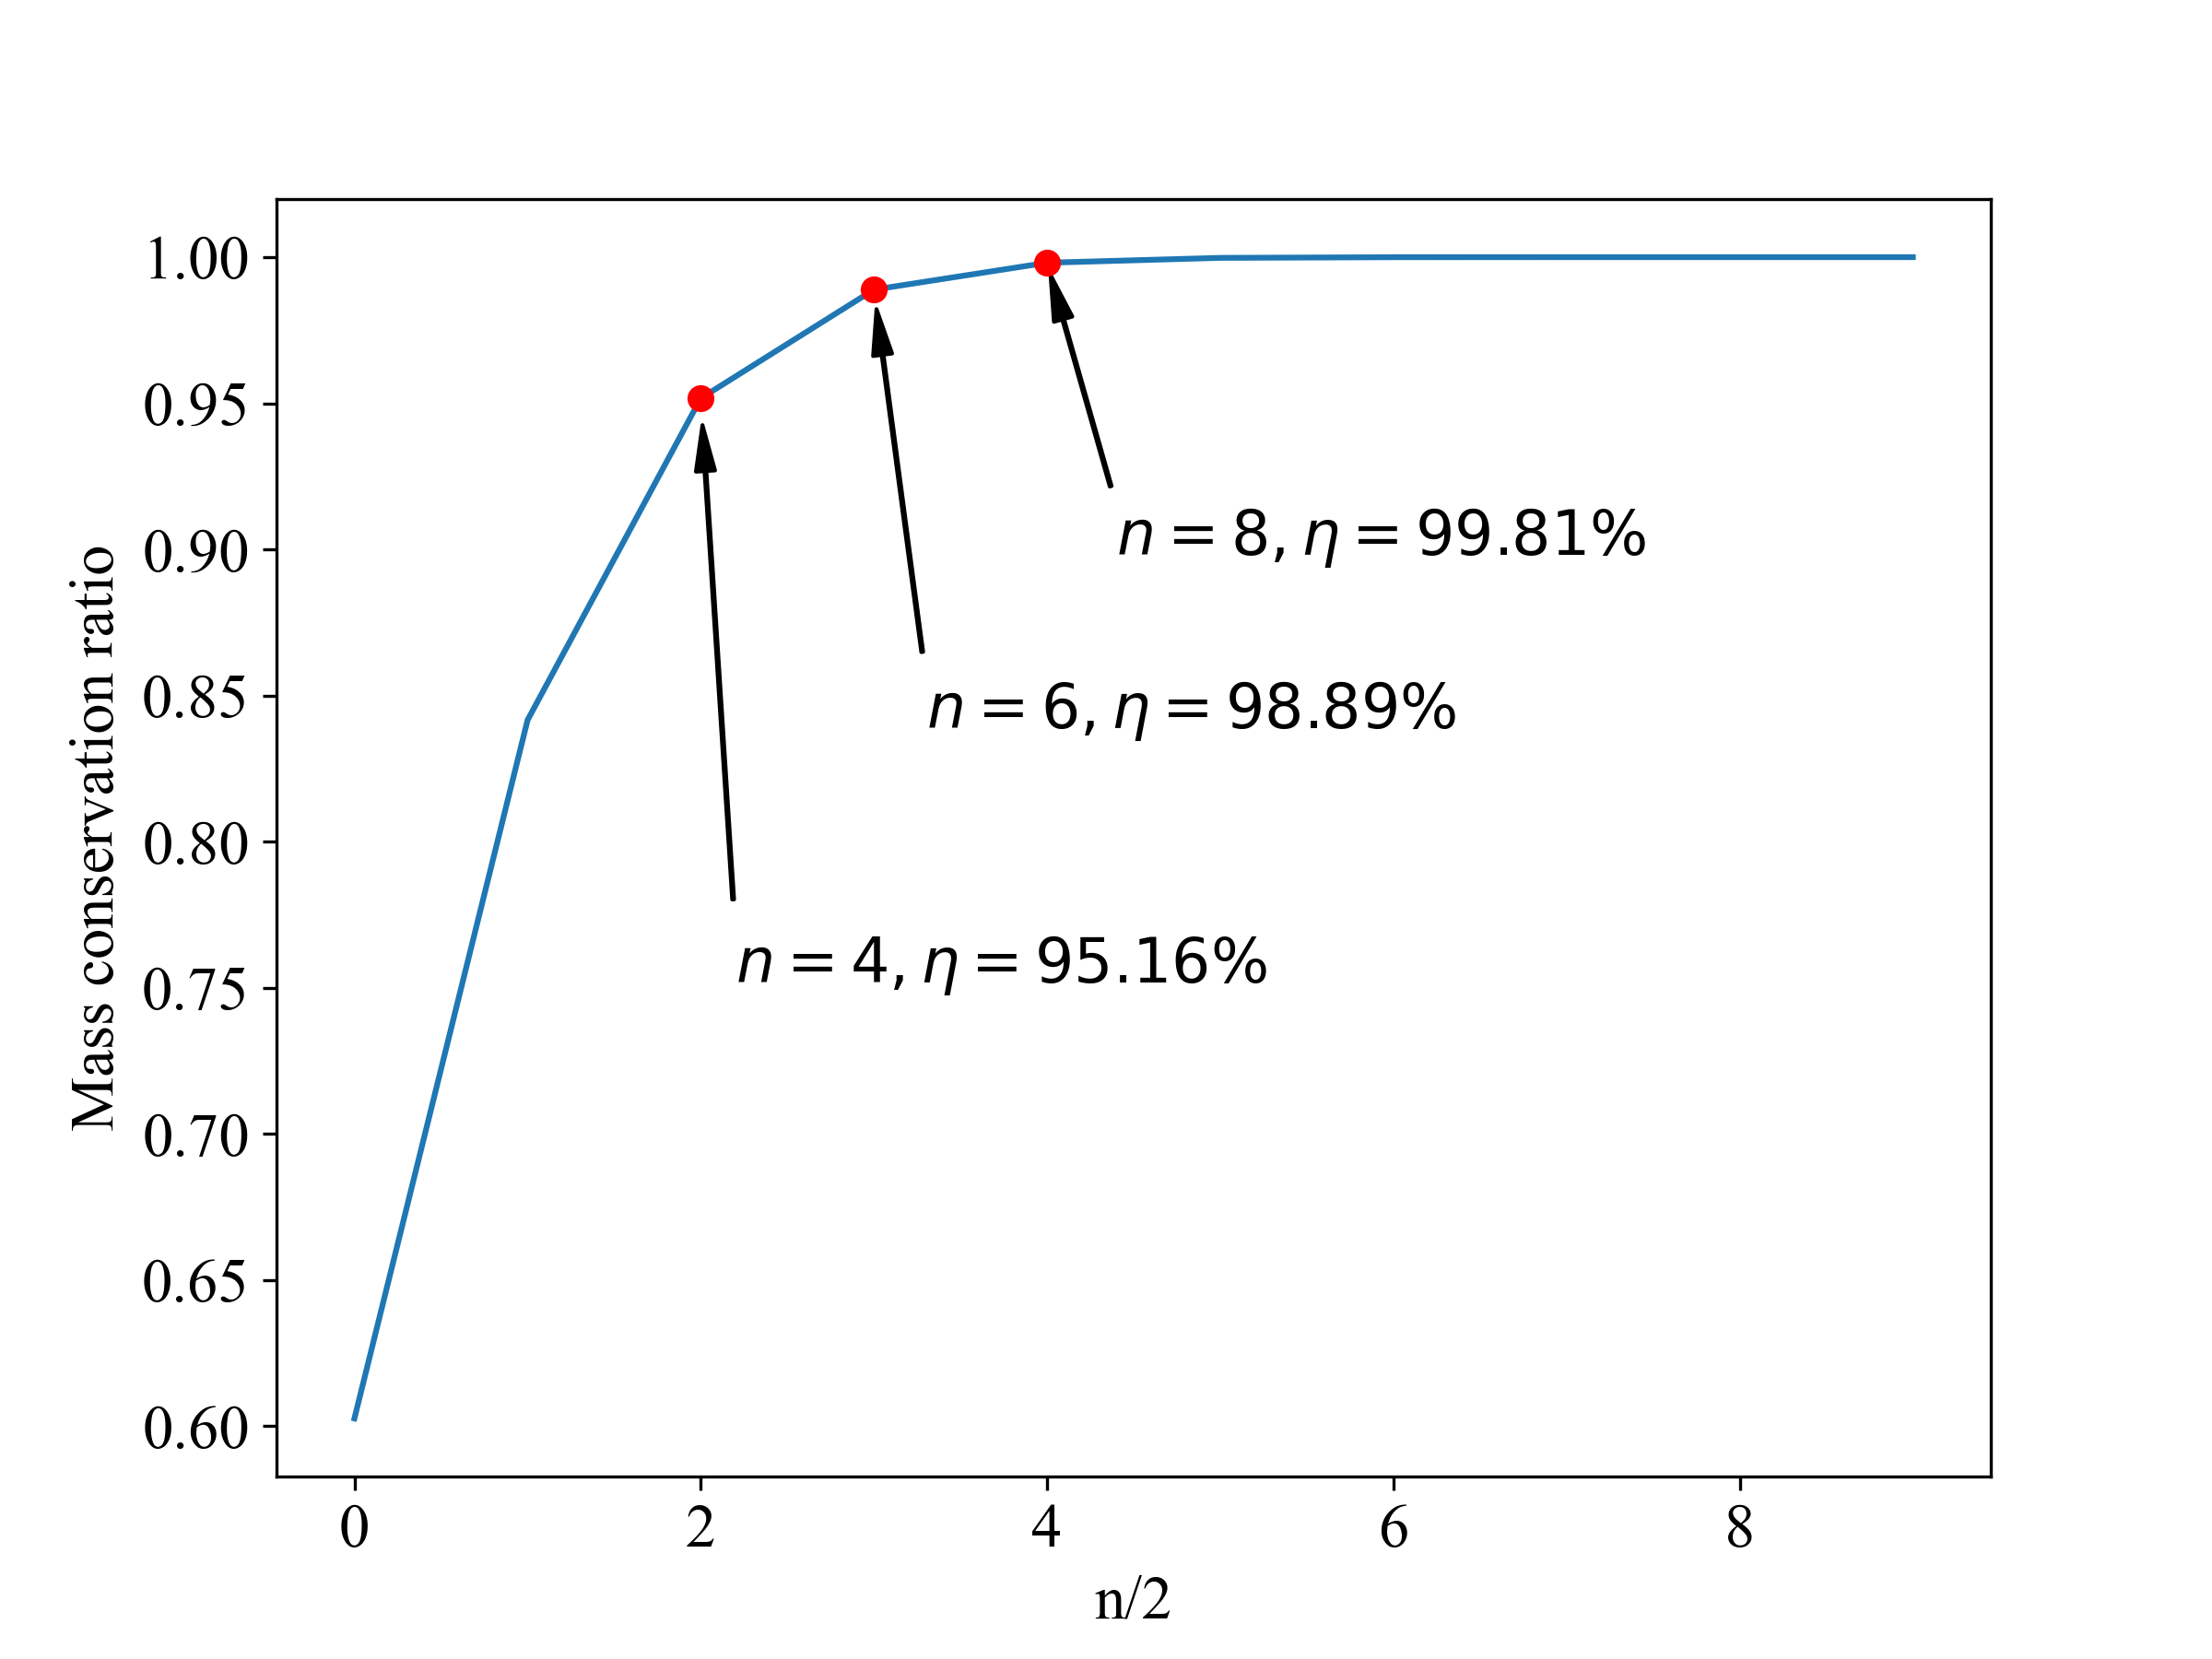 1.00
0.95
0.90
0.85
0.80
0.75
0.70
0.65
0.60
Mass conservation ratio
n = 8, η = 99.81%
n = 6, η = 98.89%
n = 4, η = 95.16%
0 2 4 6 8
n/2